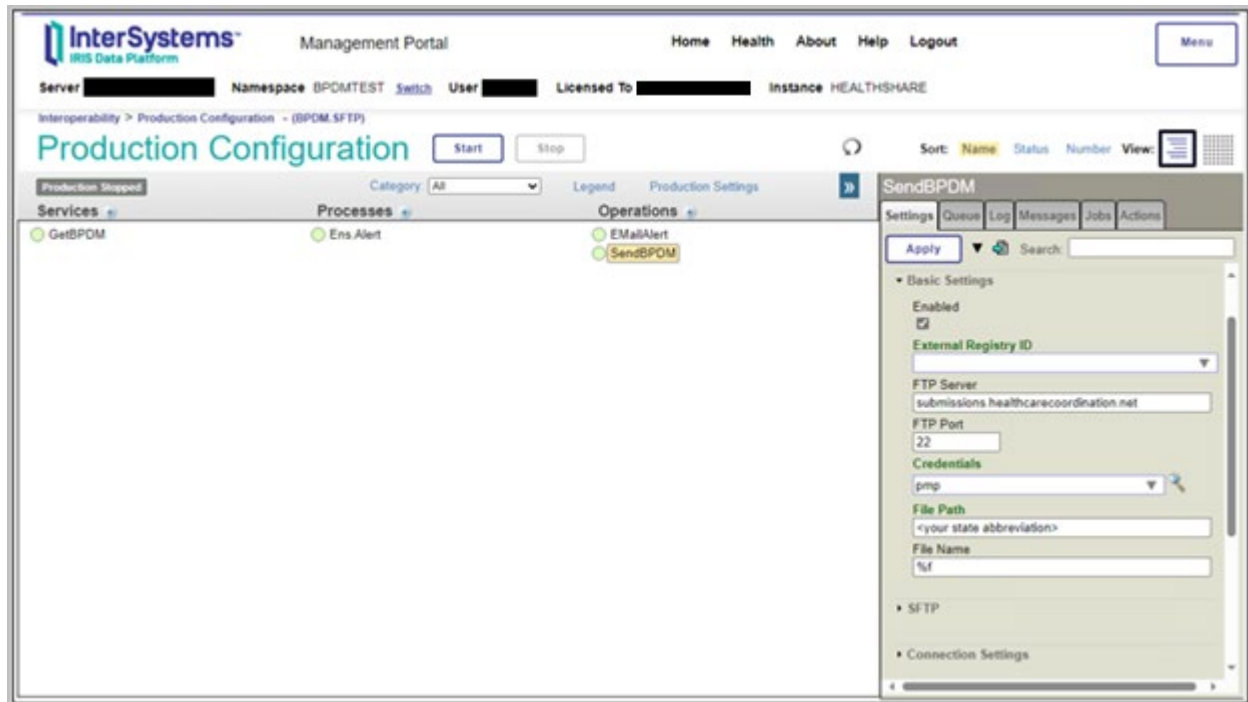 InterSystems
IRIS Data Platform
Management Portal
Home Health About Help Logout
Menu
Server Namespace BPDMTEST Switch User Licensed To Instance HEALTHSHARE
Interoperability > Production Configuration - (BPDM.SFTP)
Production Configuration Start Stop
Sort: Name Status Number View:
Production Stopped Category: All Legend Production Settings »
Services Processes Operations
GetBPDM Ens.Alert EMailAlert
SendBPDM
SendBPDM
Settings Queue Log Messages Jobs Actions
Apply Search:
Basic Settings
Enabled
External Registry ID
FTP Server
submissions.healthcarecoordination.net
FTP Port
22
Credentials
pmp
File Path
<your state abbreviation>
File Name
%f
SFTP
Connection Settings